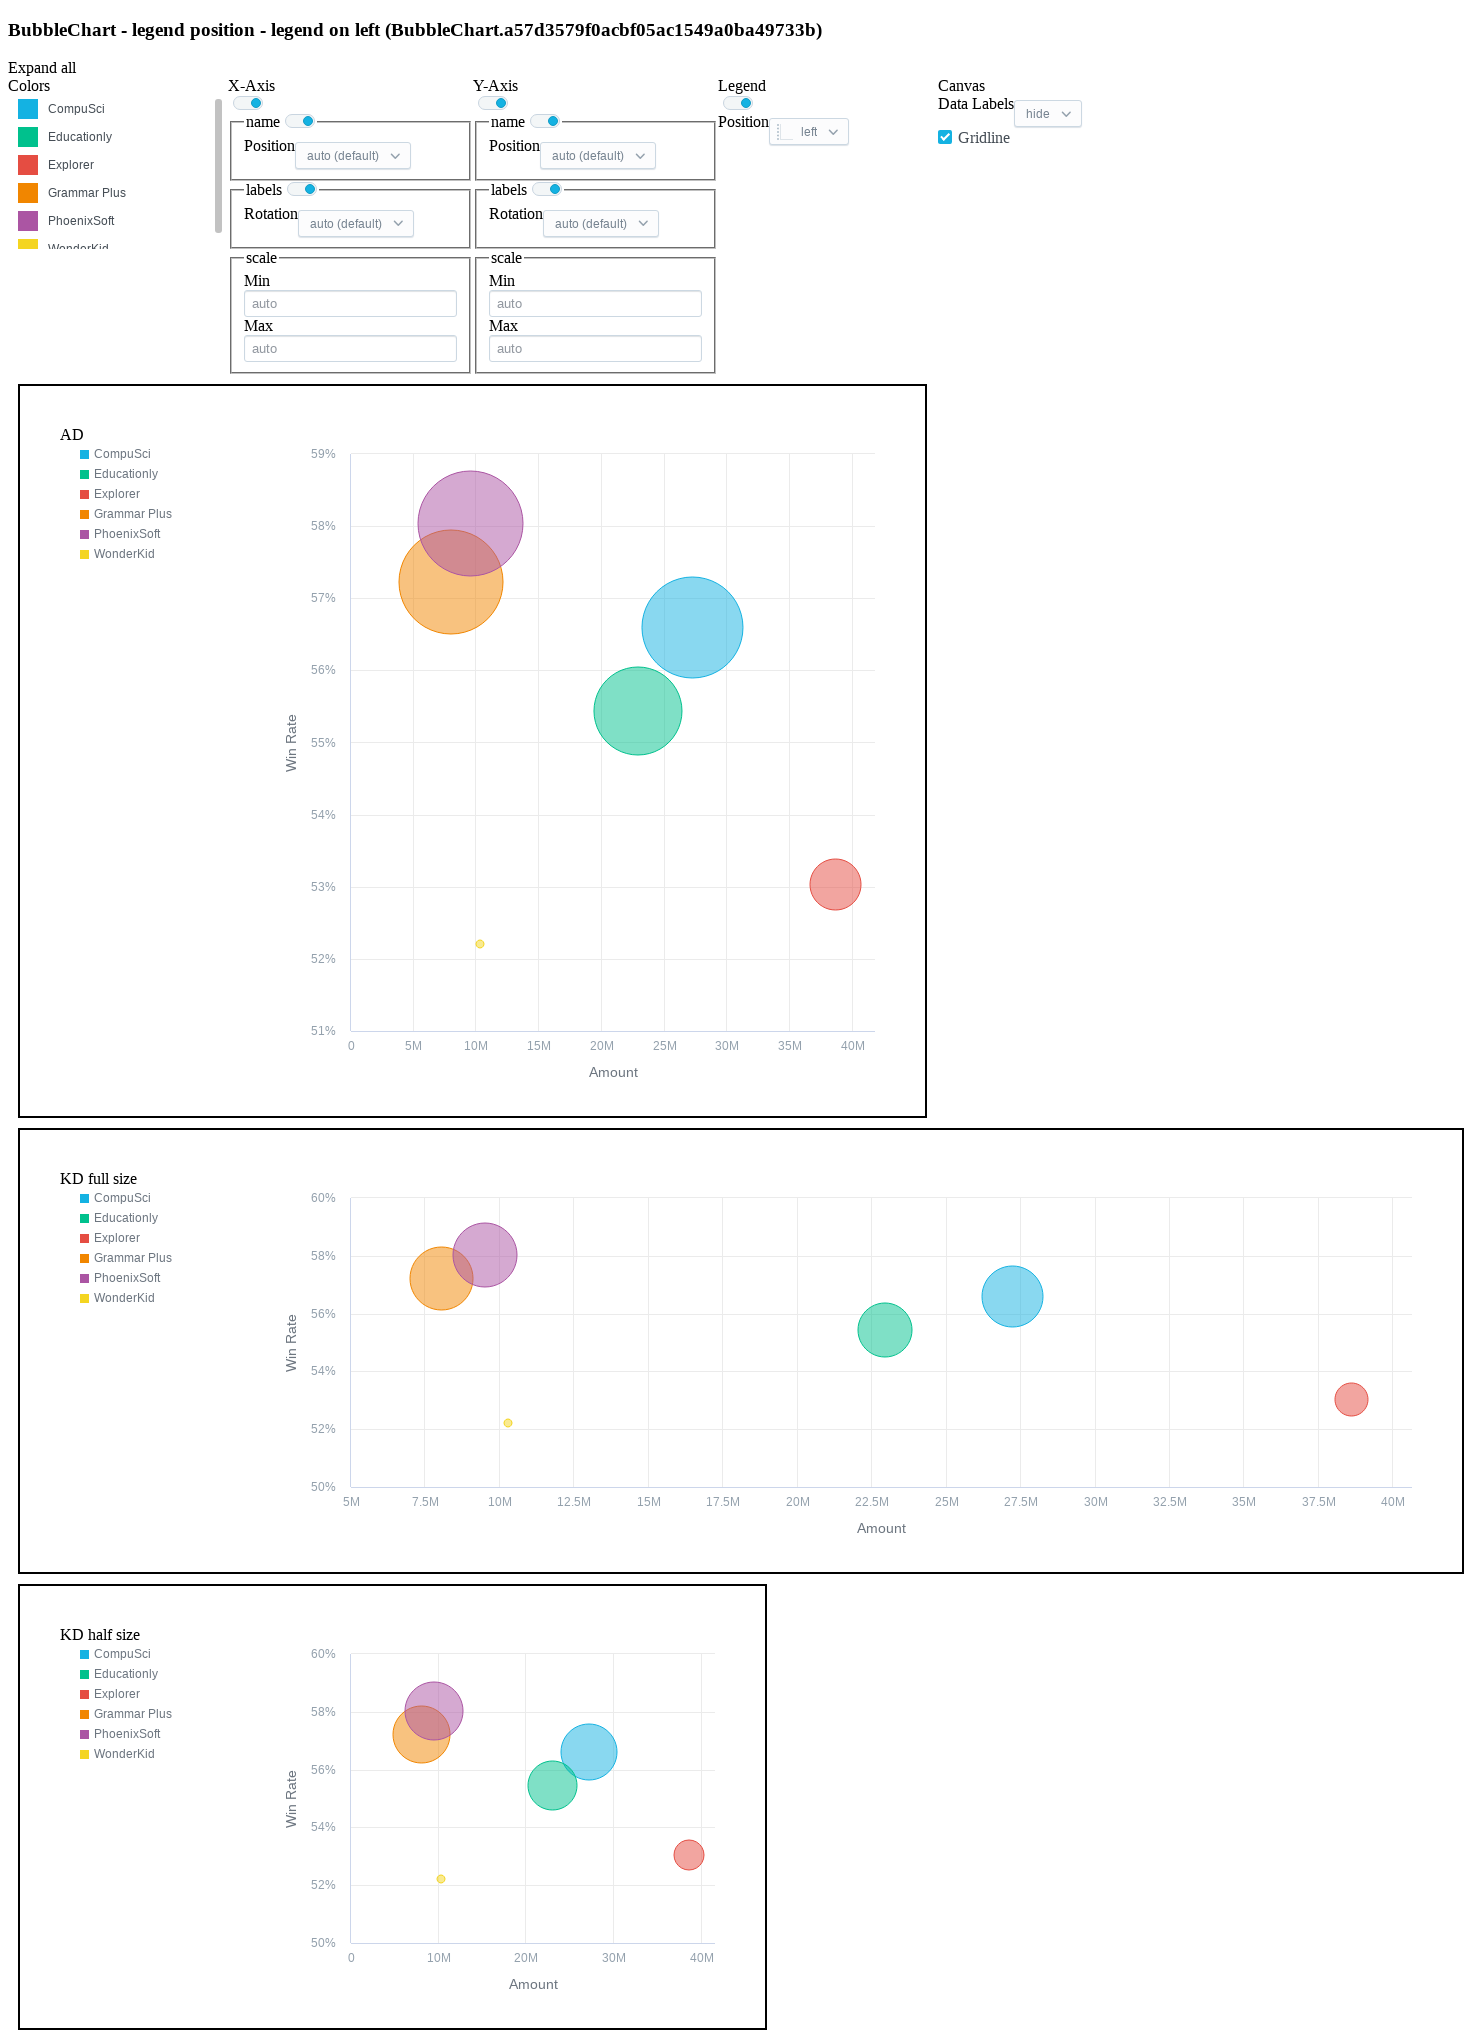 BubbleChart - legend position - legend on left (BubbleChart.a57d3579f0acbf05ac1549a0ba49733b)
Expand all
Colors
CompuSci
Educationly
Explorer
Grammar Plus
PhoenixSoft
WonderKid
X-Axis
name
Position auto (default)
labels
Rotation auto (default)
scale
Min
auto
Max
auto
Y-Axis
name
Position auto (default)
labels
Rotation auto (default)
scale
Min
auto
Max
auto
Legend
Position left
Canvas
Data Labels hide
Gridline
AD
CompuSci
Educationly
Explorer
Grammar Plus
PhoenixSoft
WonderKid
Win Rate
59%
58%
57%
56%
55%
54%
53%
52%
51%
0 5M 10M 15M 20M 25M 30M 35M 40M
Amount
KD full size
CompuSci
Educationly
Explorer
Grammar Plus
PhoenixSoft
WonderKid
Win Rate
60%
58%
56%
54%
52%
50%
5M 7.5M 10M 12.5M 15M 17.5M 20M 22.5M 25M 27.5M 30M 32.5M 35M 37.5M 40M
Amount
KD half size
CompuSci
Educationly
Explorer
Grammar Plus
PhoenixSoft
WonderKid
Win Rate
60%
58%
56%
54%
52%
50%
0 10M 20M 30M 40M
Amount